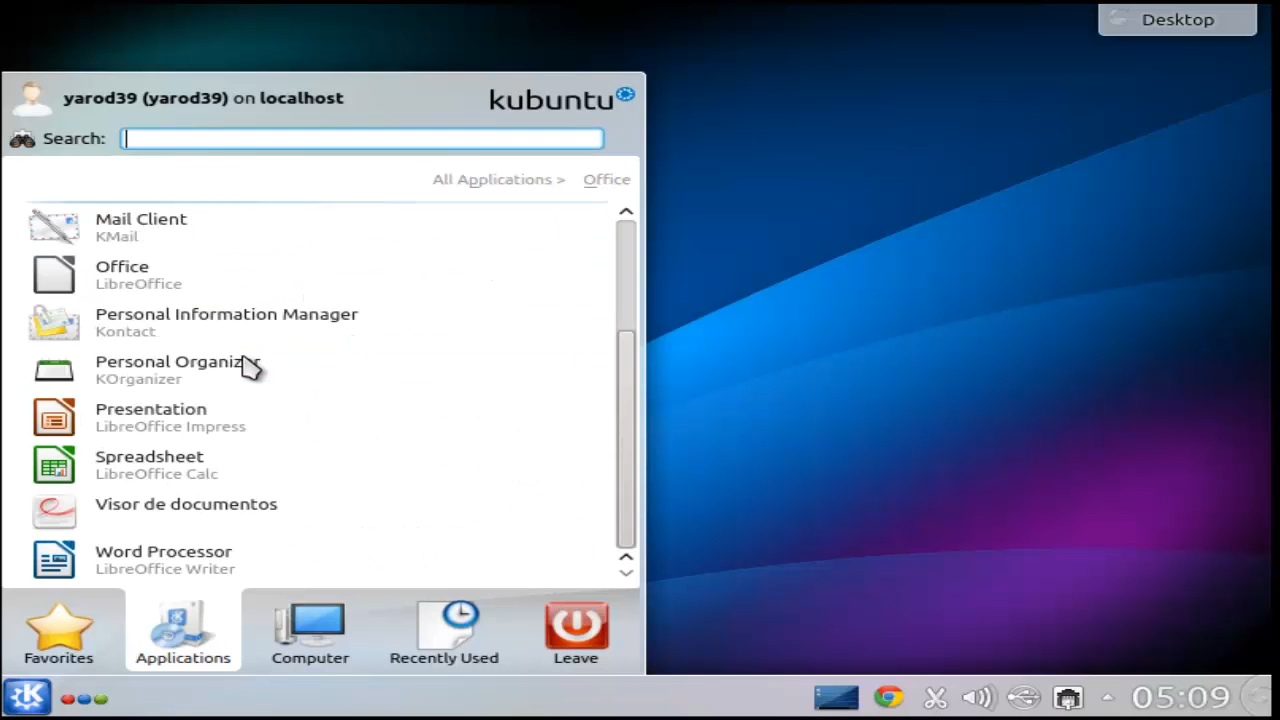 Desktop
yarod39 (yarod39) on localhost
kubuntu
Search:
All Applications > Office
Mail Client
KMail
Office
LibreOffice
Personal Information Manager
Kontact
Personal Organizer
KOrganizer
Presentation
LibreOffice Impress
Spreadsheet
LibreOffice Calc
Visor de documentos
Word Processor
LibreOffice Writer
Favorites
Applications
Computer
Recently Used
Leave
05:09